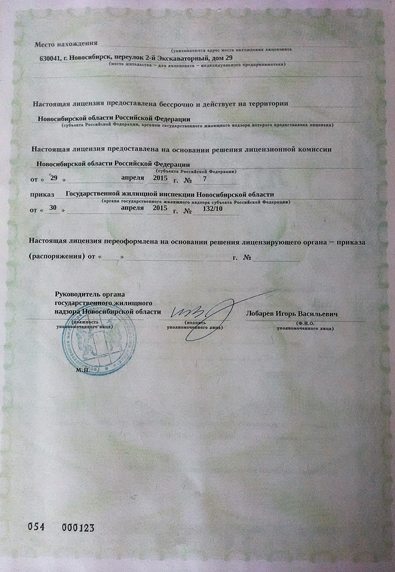 Место нахождения
(указывается адрес места нахождения лицензиата
630041, г. Новосибирск, переулок 2-й Экскаваторный, дом 29
(место жительства - для лицензиата - индивидуального предпринимателя)
Настоящая лицензия предоставлена бессрочно и действует на территории
Новосибирской области Российской Федерации
(субъекта Российской Федерации, органом государственного жилищного надзора которого предоставлена лицензия)
Настоящая лицензия предоставлена на основании решения лицензионной комиссии
Новосибирской области Российской Федерации
(субъекта Российской Федерации)
от « 29 » апреля 2015 г. № 7
приказ Государственной жилищной инспекции Новосибирской области
(органа государственного жилищного надзора субъекта Российской Федерации)
от « 30 » апреля 2015 г. № 132/10
Настоящая лицензия переоформлена на основании решения лицензирующего органа – приказа
(распоряжения) от « » г. №
Руководитель органа
государственного жилищного
надзора Новосибирской области
Лобарев Игорь Васильевич
(должность
уполномоченного лица)
(подпись
уполномоченного лица)
(Ф.И.О.
уполномоченного лица)
М.П.
054 000123